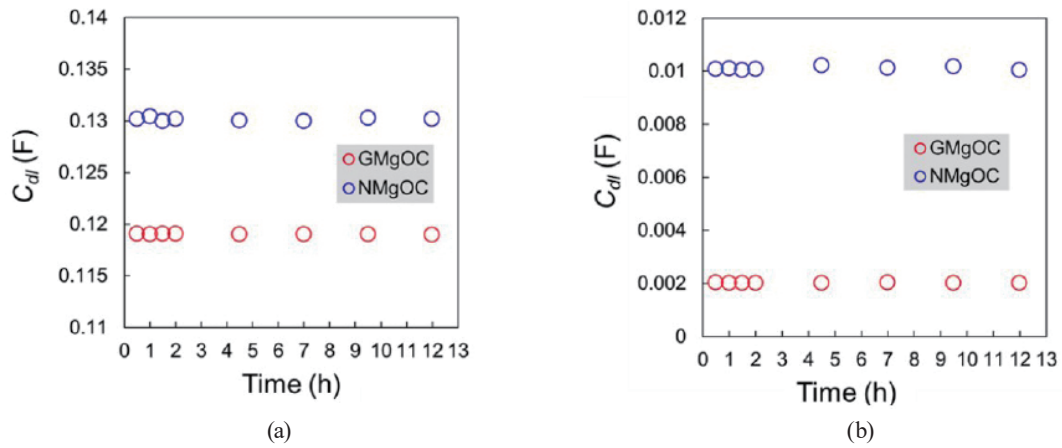 0.14
0.135
0.13
0.125
0.120
0.115
0.11
C_dl (F)
GMgOC
NMgOC
0 1 2 3 4 5 6 7 8 9 10 11 12 13
Time (h)
(a)
0.012
0.01
0.008
0.006
0.004
0.002
0
C_dl (F)
GMgOC
NMgOC
0 1 2 3 4 5 6 7 8 9 10 11 12 13
Time (h)
(b)